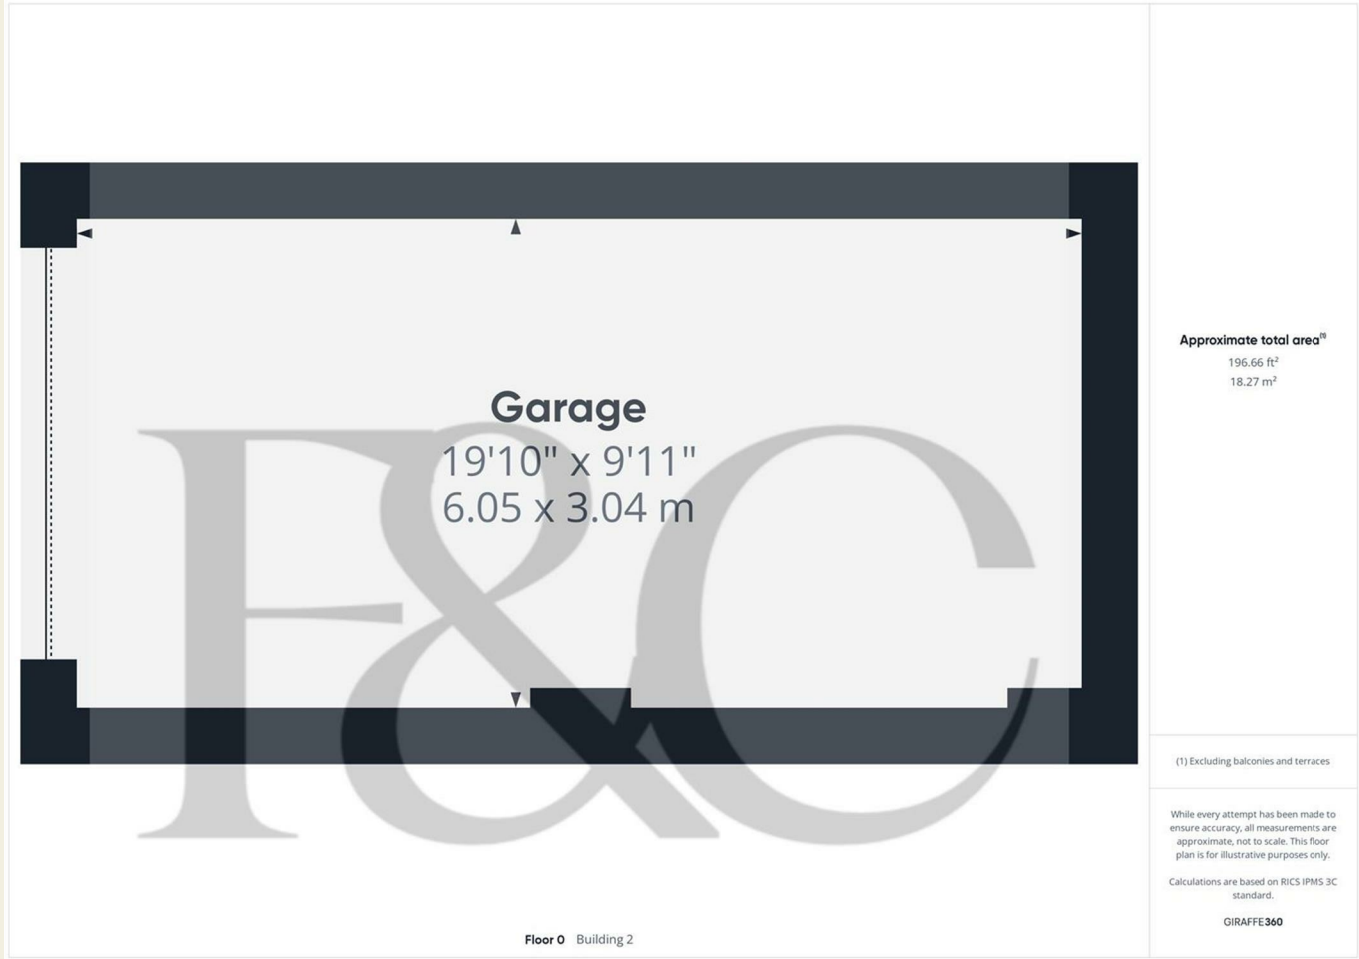 Garage
19'10" x 9'11"
6.05 x 3.04 m
F&C
Floor 0 Building 2
Approximate total area(1)
196.66 ft²
18.27 m²
(1) Excluding balconies and terraces
While every attempt has been made to
ensure accuracy, all measurements are
approximate, not to scale. This floor
plan is for illustrative purposes only.
Calculations are based on RICS IPMS 3C
standard.
GIRAFFE360